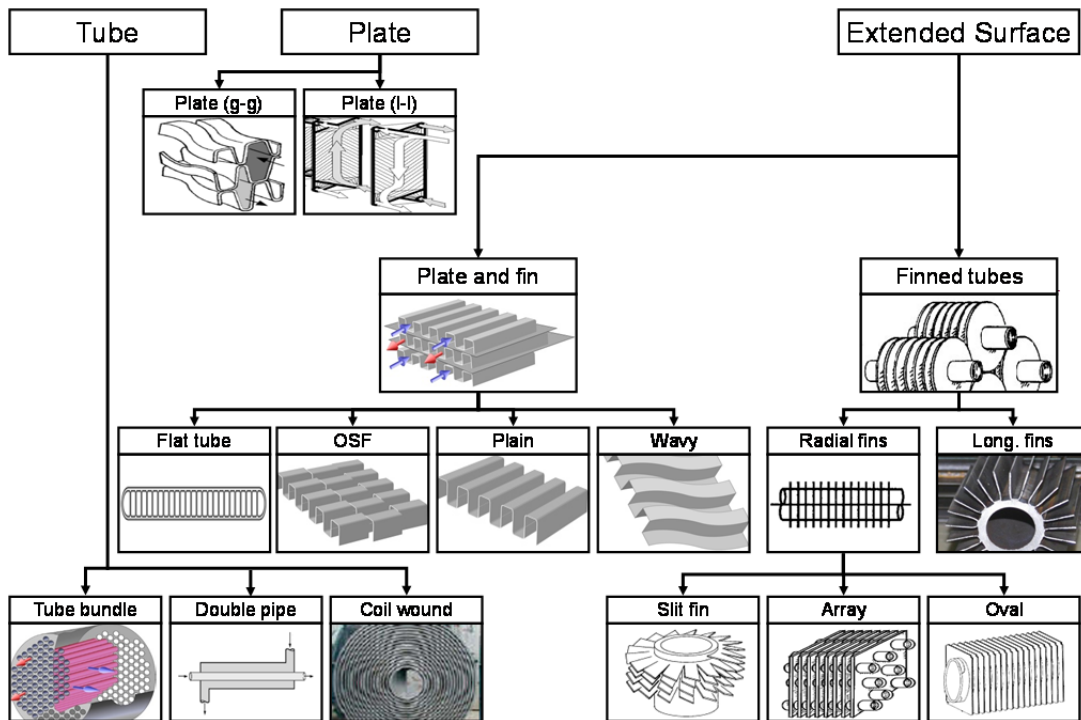 Tube
Plate
Extended Surface
Plate (g-g)
Plate (l-l)
Plate and fin
Finned tubes
Flat tube
OSF
Plain
Wavy
Radial fins
Long. fins
Tube bundle
Double pipe
Coil wound
Slit fin
Array
Oval